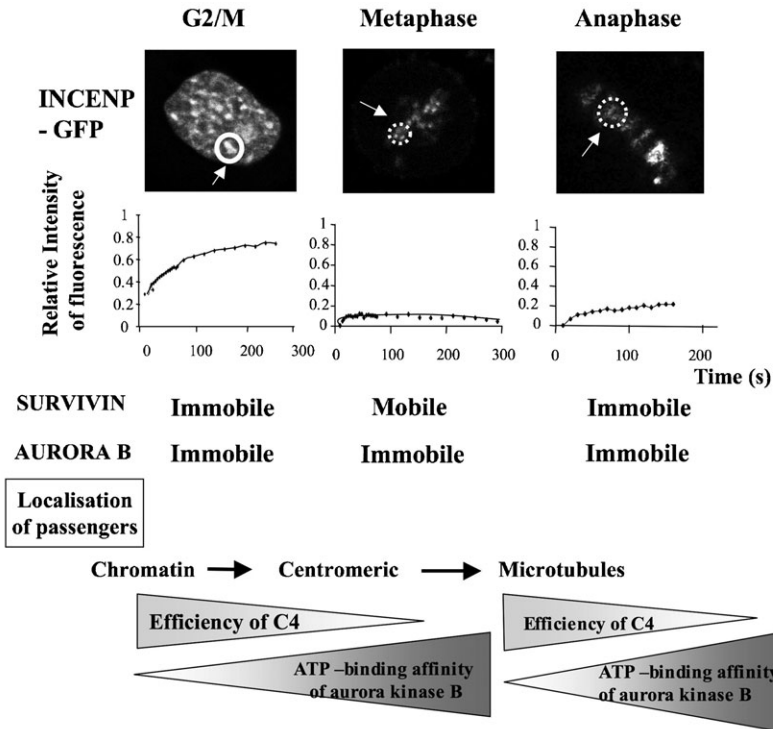 G2/M Metaphase Anaphase
INCENP
- GFP
Relative Intensity
of fluorescence
1
0.8
0.6
0.4
0.2
0
0 100 200 300
1
0.8
0.6
0.4
0.2
0
0 100 200 300
1
0.8
0.6
0.4
0.2
0
0 100 200
Time (s)
SURVIVIN Immobile Mobile Immobile
AURORA B Immobile Immobile Immobile
Localisation
of passengers
Chromatin Centromeric Microtubules
Efficiency of C4 Efficiency of C4
ATP –binding affinity
of aurora kinase B
ATP –binding affinity
of aurora kinase B